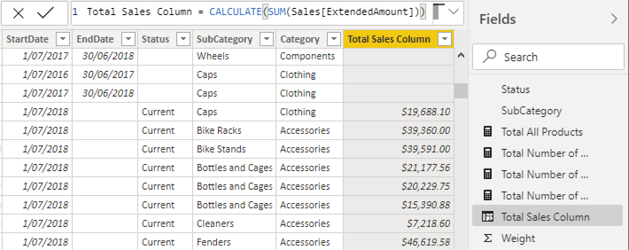 1 Total Sales Column = CALCULATE(SUM(Sales[ExtendedAmount]))
StartDate EndDate Status SubCategory Category Total Sales Column
1/07/2017 30/06/2018 Wheels Components
1/07/2016 30/06/2017 Caps Clothing
1/07/2017 30/06/2018 Caps Clothing
1/07/2018 Current Caps Clothing $19,688.10
1/07/2018 Current Bike Racks Accessories $39,360.00
1/07/2018 Current Bike Stands Accessories $39,591.00
1/07/2018 Current Bottles and Cages Accessories $21,177.56
1/07/2018 Current Bottles and Cages Accessories $20,229.75
1/07/2018 Current Bottles and Cages Accessories $15,390.88
1/07/2018 Current Cleaners Accessories $7,218.60
1/07/2018 Current Fenders Accessories $46,619.58
Fields
Search
Status
SubCategory
Total All Products
Total Number of ...
Total Number of ...
Total Number of ...
Total Sales Column
Σ Weight